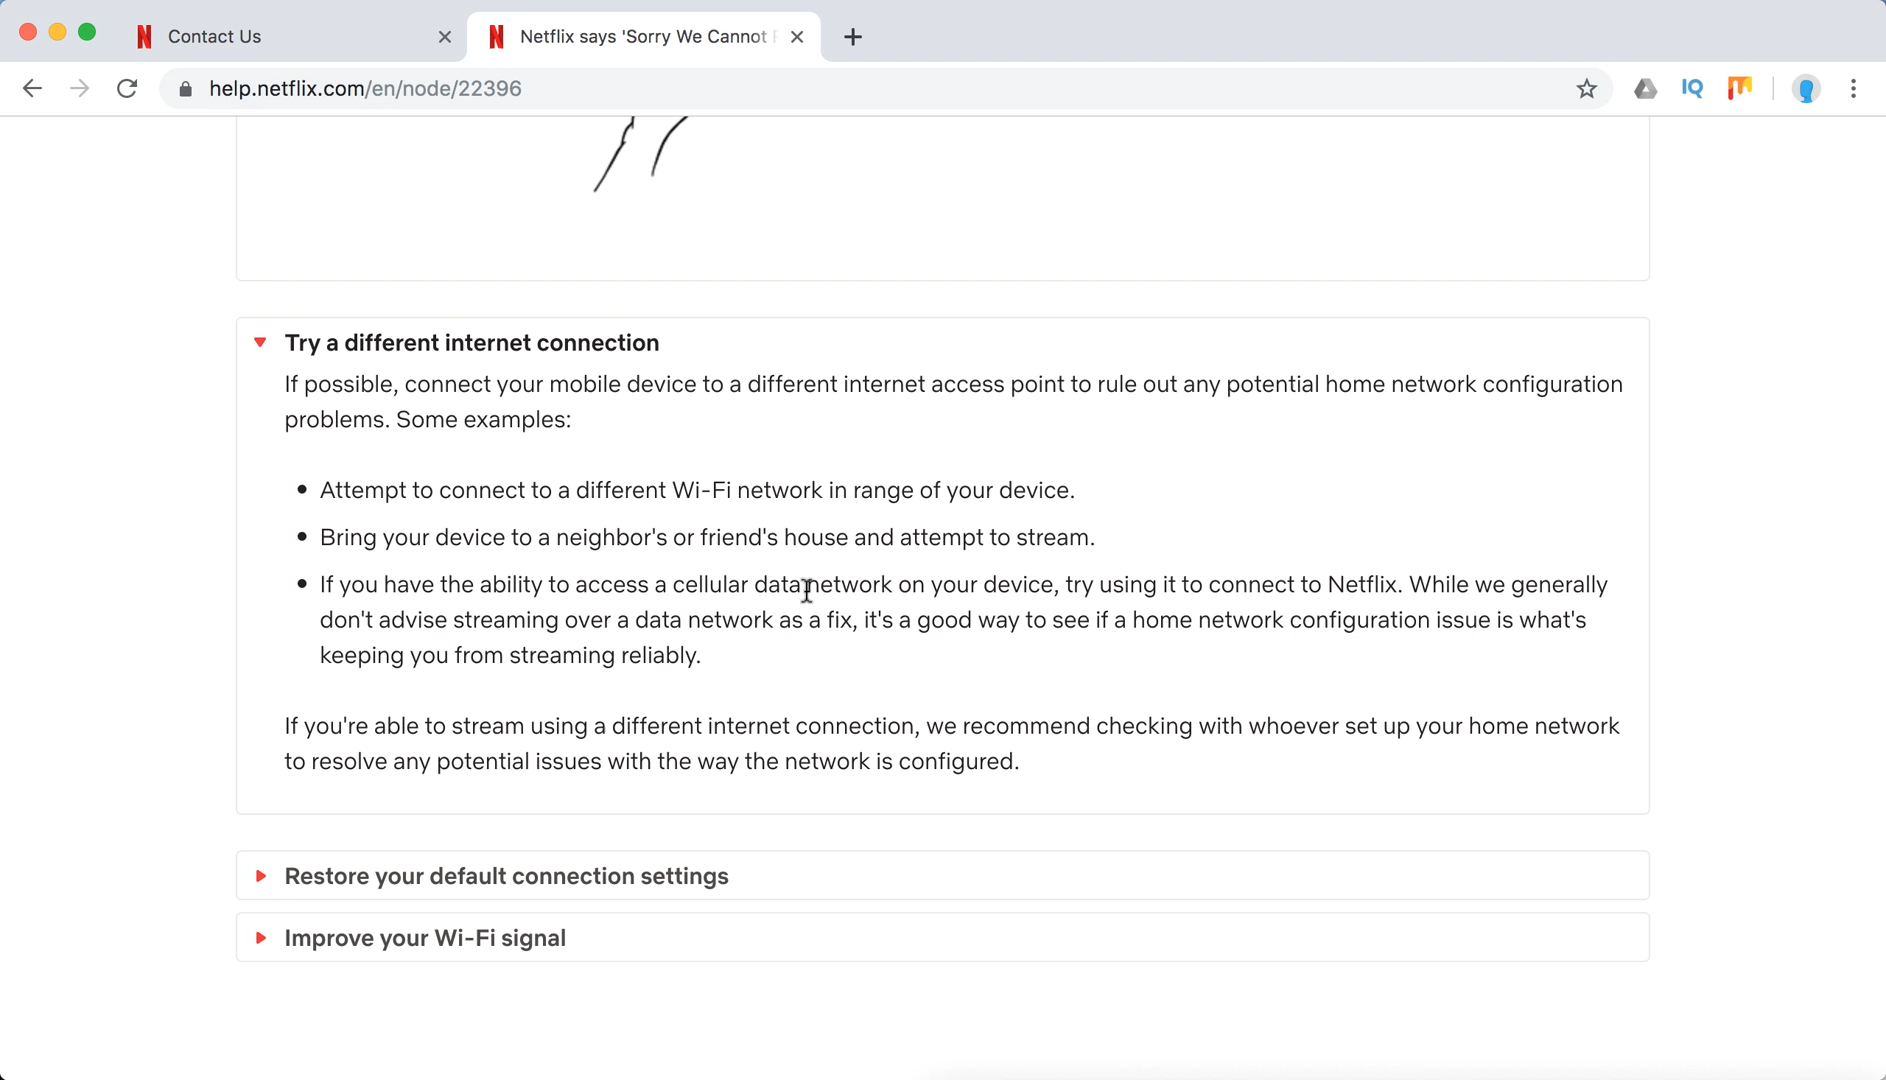 Contact Us
Netflix says 'Sorry We Cannot
help.netflix.com/en/node/22396
IQ
Try a different internet connection
If possible, connect your mobile device to a different internet access point to rule out any potential home network configuration
problems. Some examples:
• Attempt to connect to a different Wi-Fi network in range of your device.
• Bring your device to a neighbor's or friend's house and attempt to stream.
• If you have the ability to access a cellular data network on your device, try using it to connect to Netflix. While we generally
don't advise streaming over a data network as a fix, it's a good way to see if a home network configuration issue is what's
keeping you from streaming reliably.
If you're able to stream using a different internet connection, we recommend checking with whoever set up your home network
to resolve any potential issues with the way the network is configured.
Restore your default connection settings
Improve your Wi-Fi signal